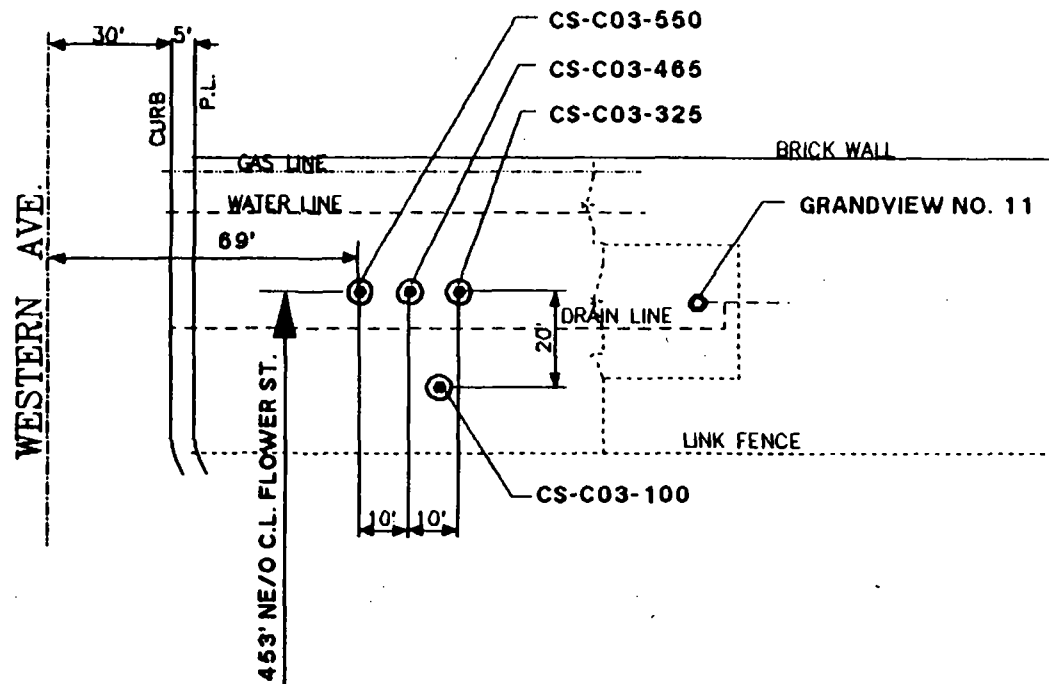 CS-C03-550
30'
5'
CS-C03-465
CURB
P.L.
CS-C03-325
BRICK WALL
GAS LINE
WATER LINE
GRANDVIEW NO. 11
WESTERN AVE.
69'
DRAIN LINE
20'
453' NE/O C.L. FLOWER ST.
LINK FENCE
CS-C03-100
10'
10'